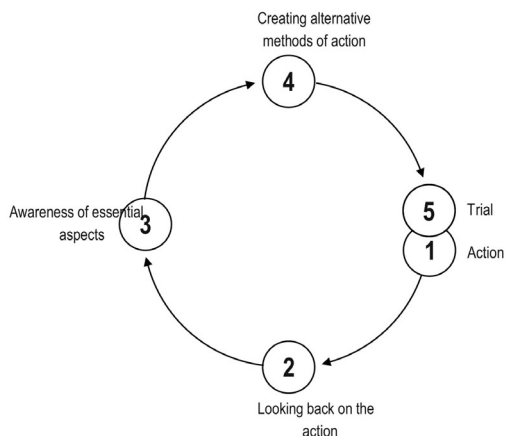 Creating alternative
methods of action
4
5
Trial
Awareness of essential
aspects
3
1
Action
2
Looking back on the
action